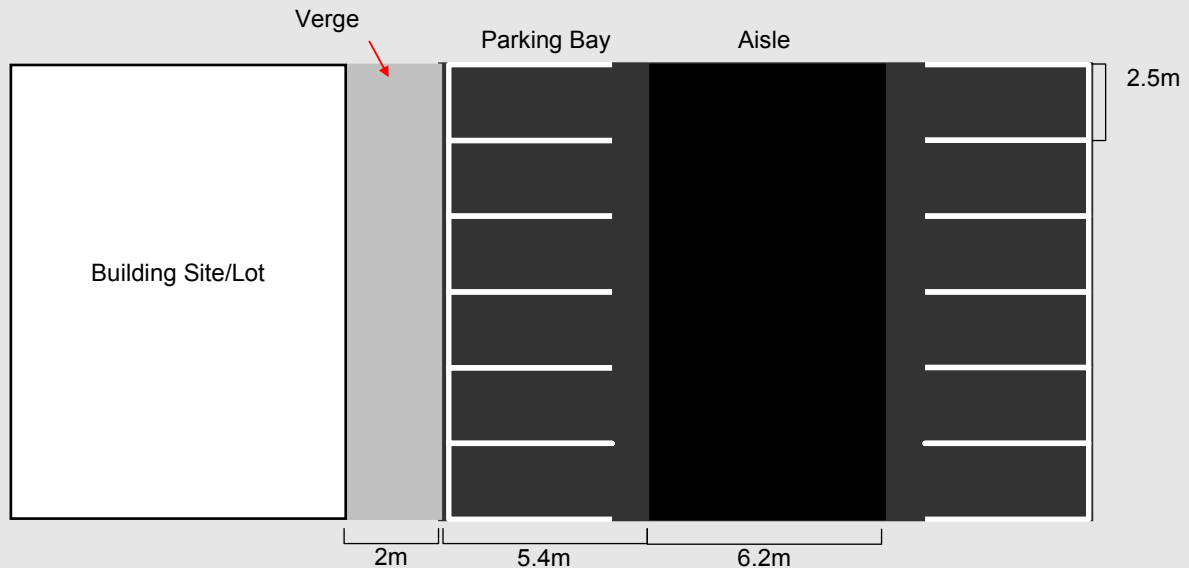 Verge
Parking Bay
Aisle
2.5m
Building Site/Lot
2m
5.4m
6.2m